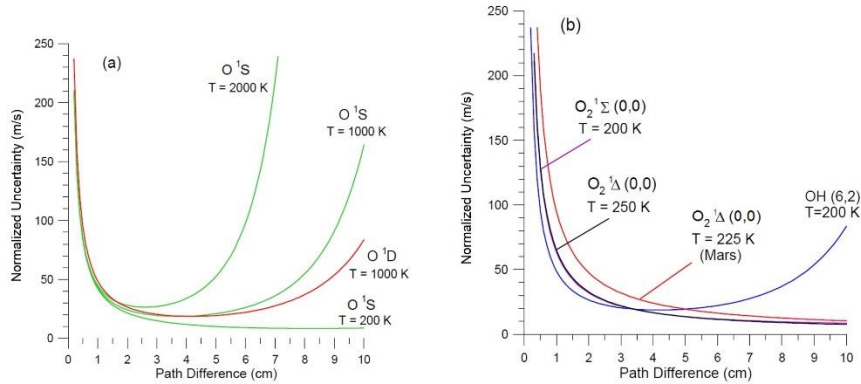 (a)
250
200
150
100
50
0
Normalized Uncertainty (m/s)
O ¹S
T = 2000 K
O ¹S
T = 1000 K
O ¹D
T = 1000 K
O ¹S
T = 200 K
0 1 2 3 4 5 6 7 8 9 10
Path Difference (cm)
(b)
250
200
150
100
50
0
Normalized Uncertainty (m/s)
O₂ ¹Σ (0,0)
T = 200 K
O₂ ¹Δ (0,0)
T = 250 K
O₂ ¹Δ (0,0)
T = 225 K
(Mars)
OH (6,2)
T=200 K
0 1 2 3 4 5 6 7 8 9 10
Path Difference (cm)